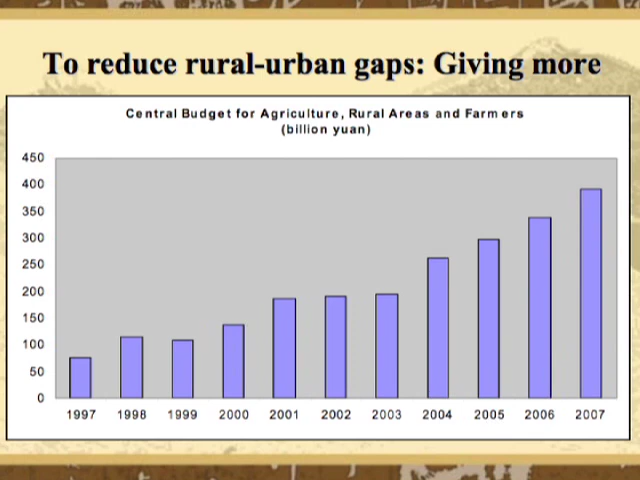 To reduce rural-urban gaps: Giving more
Central Budget for Agriculture, Rural Areas and Farmers
(billion yuan)
450
400
350
300
250
200
150
100
50
0
1997 1998 1999 2000 2001 2002 2003 2004 2005 2006 2007